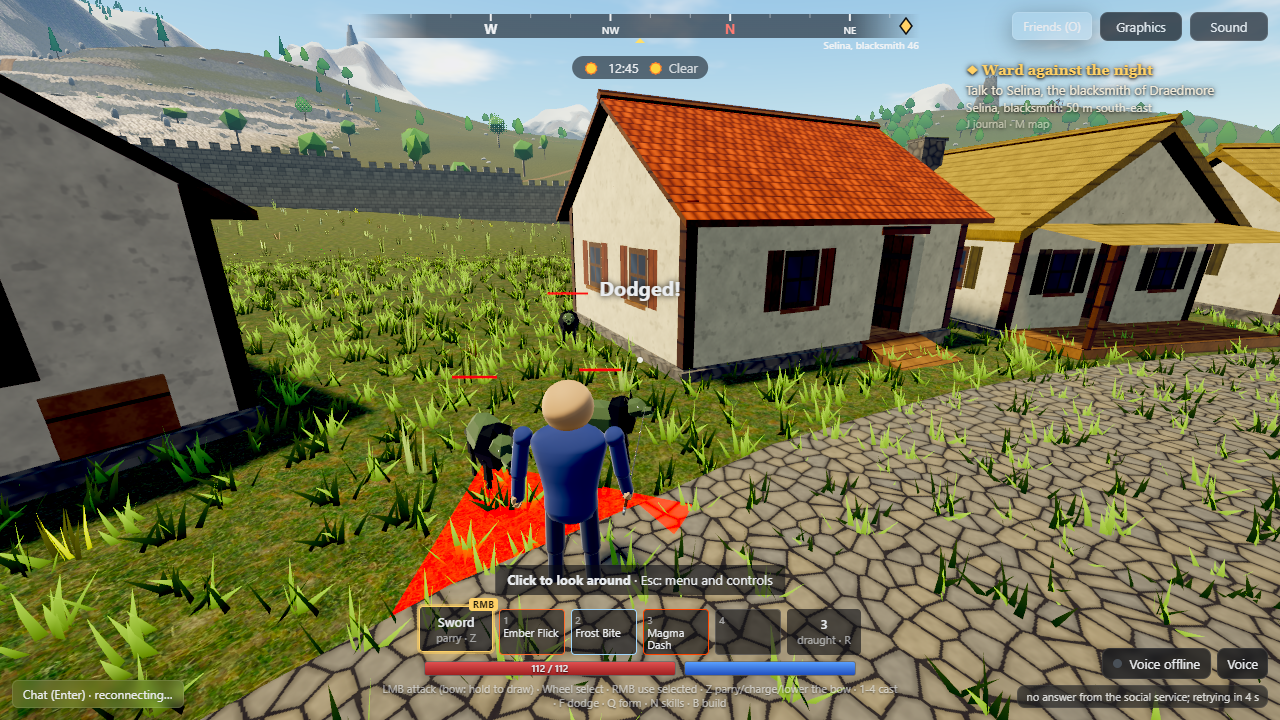 W
NW
N
NE
Selina, blacksmith 46
Friends (0)
Graphics
Sound
12:45
Clear
Ward against the night
Talk to Selina, the blacksmith of Draedmore
Selina, blacksmith: 50 m south-east
J journal · M map
Dodged!
Click to look around · Esc: menu and controls
RMB
Sword
parry · Z
1
Ember Flick
2
Frost Bite
3
Magma
Dash
4
3
draught · R
112 / 112
LMB attack (bow: hold to draw) · Wheel select · RMB use selected · Z parry/charge/lower the bow · 1-4 cast
· F dodge · Q form · N skills · B build
Chat (Enter) · reconnecting...
Voice offline
Voice
no answer from the social service; retrying in 4 s